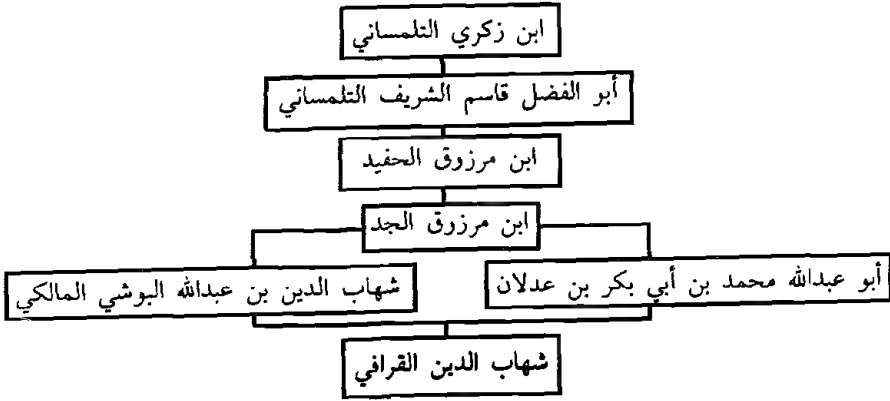 ابن زكري التلمساني
أبو الفضل قاسم الشريف التلمساني
ابن مرزوق الحفيد
ابن مرزوق الجد
أبو عبدالله محمد بن أبي بكر بن عدلان
شهاب الدين بن عبدالله البوشي المالكي
شهاب الدين القرافي